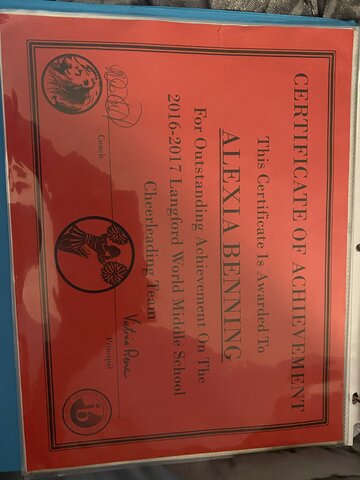 CERTIFICATE OF ACHIEVEMENT
This Certificate Is Awarded To
ALEXIA BENNING
For Outstanding Achievement On The
2016-2017 Langford World Middle School
Cheerleading Team
Coach
Principal